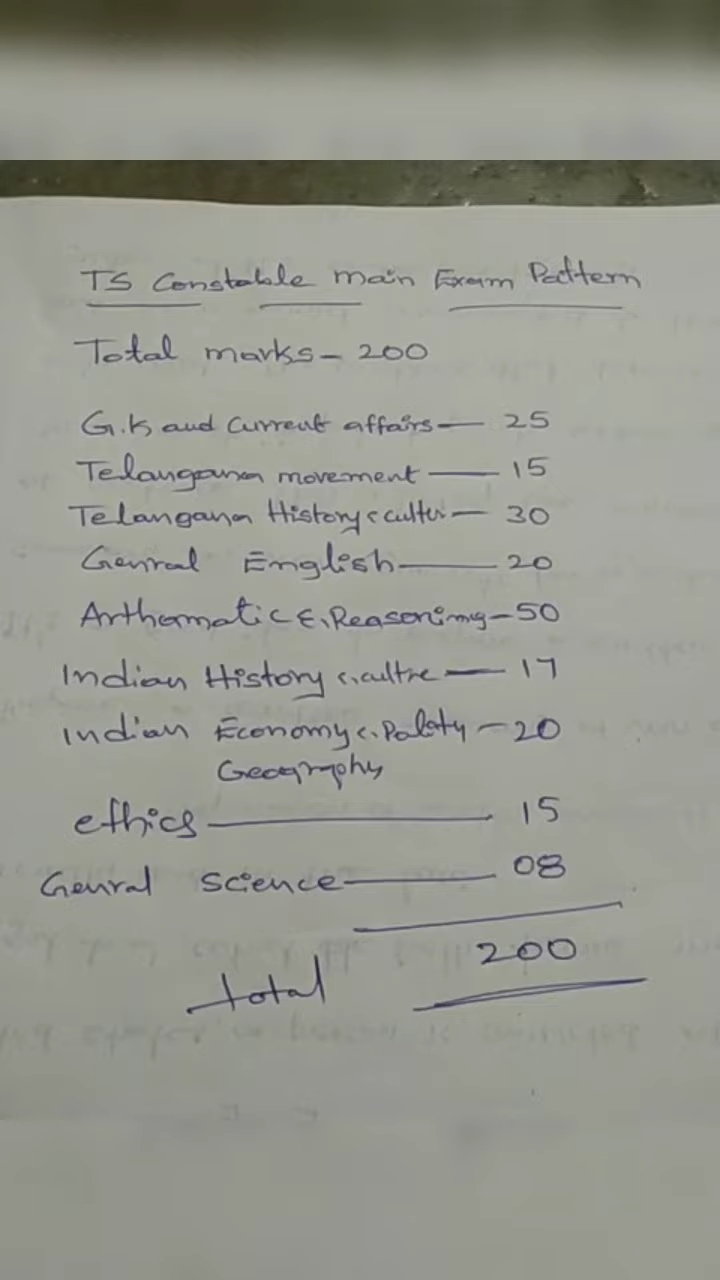 TS Constable main Exam Pattern
Total marks - 200
G.K and Current affairs - 25
Telangana movement - 15
Telangana History & cultur - 30
Genral English - 20
Arthamatic & Reasoning - 50
Indian History & cultre - 17
Indian Economy & Polity - 20
Geography
ethics - 15
Genral science - 08
200
total